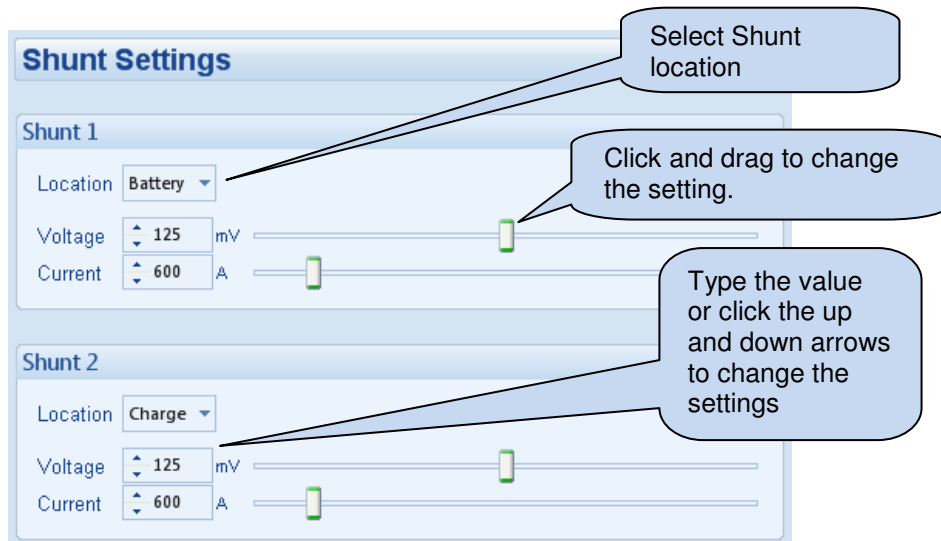 Shunt Settings
Select Shunt
location
Shunt 1
Location Battery
Click and drag to change
the setting.
Voltage 125 mV
Current 600 A
Type the value
or click the up
and down arrows
to change the
settings
Shunt 2
Location Charge
Voltage 125 mV
Current 600 A